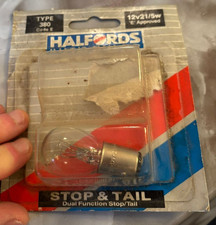 TYPE
380
12v21/5w
'E' Approved
HALFORDS
STOP & TAIL
Dual Function Stop/Tail